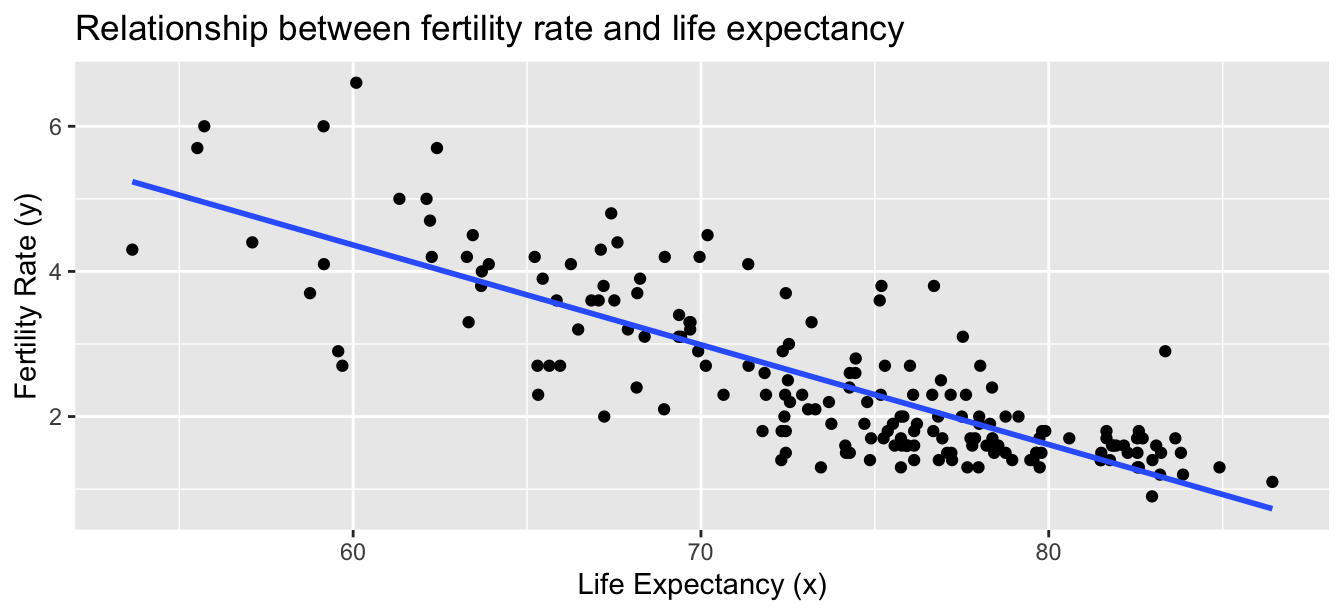 Relationship between fertility rate and life expectancy
Fertility Rate (y)
6
4
2
60 70 80
Life Expectancy (x)